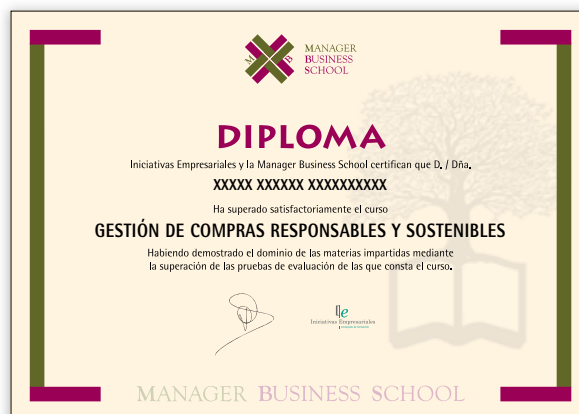 M B
MANAGER
BUSINESS
SCHOOL
DIPLOMA
Iniciativas Empresariales y la Manager Business School certifican que D. / Dña.
XXXXX XXXXXX XXXXXXXXXX
Ha superado satisfactoriamente el curso
GESTIÓN DE COMPRAS RESPONSABLES Y SOSTENIBLES
Habiendo demostrado el dominio de las materias impartidas mediante
la superación de las pruebas de evaluación de las que consta el curso.
Iniciativas Empresariales
MANAGER BUSINESS SCHOOL